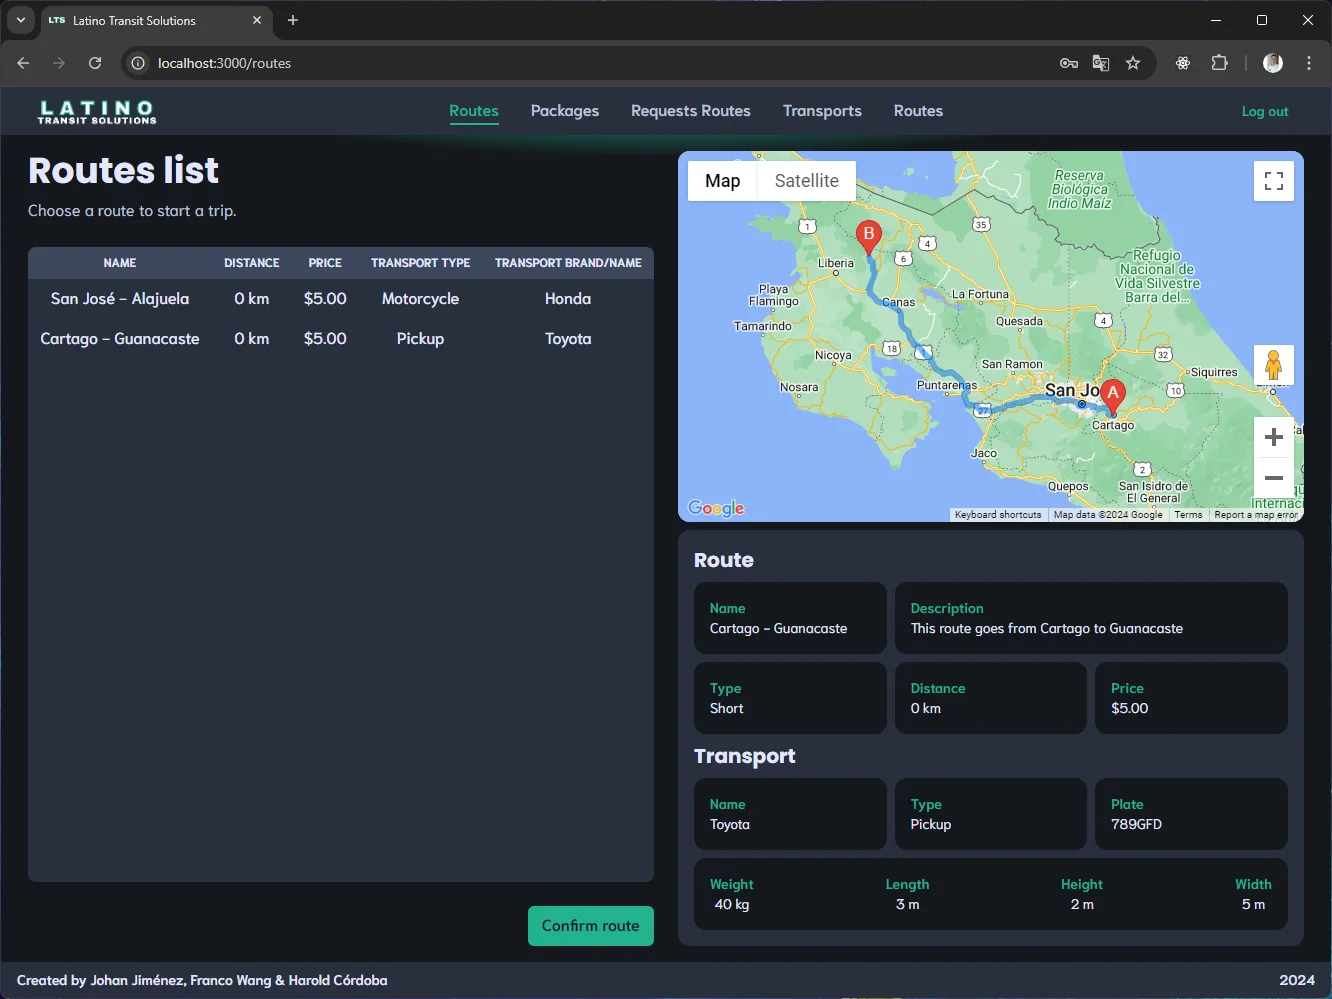 LTS Latino Transit Solutions
localhost:3000/routes
LATINO
TRANSIT SOLUTIONS
Routes Packages Requests Routes Transports Routes Log out
Routes list
Choose a route to start a trip.
NAME DISTANCE PRICE TRANSPORT TYPE TRANSPORT BRAND/NAME
San José - Alajuela 0 km $5.00 Motorcycle Honda
Cartago - Guanacaste 0 km $5.00 Pickup Toyota
Confirm route
Map Satellite
Reserva
Biológica
Indio Maíz
1
35
B
4
6
Liberia
Refugio
Nacional de
Vida Silvestre
Barra del...
Playa
Flamingo
Canas
La Fortuna
Tamarindo
Quesada
4
18
1
32
Nicoya
San Ramon
Siquirres
Nosara
Puntarenas
San Jo
A
10
27
Cartago
Jaco
2
Quepos
San Isidro de
El General
Internac
Google
Keyboard shortcuts Map data ©2024 Google Terms Report a map error
Route
Name
Cartago - Guanacaste
Description
This route goes from Cartago to Guanacaste
Type
Short
Distance
0 km
Price
$5.00
Transport
Name
Toyota
Type
Pickup
Plate
789GFD
Weight
40 kg
Length
3 m
Height
2 m
Width
5 m
Created by Johan Jiménez, Franco Wang & Harold Córdoba 2024